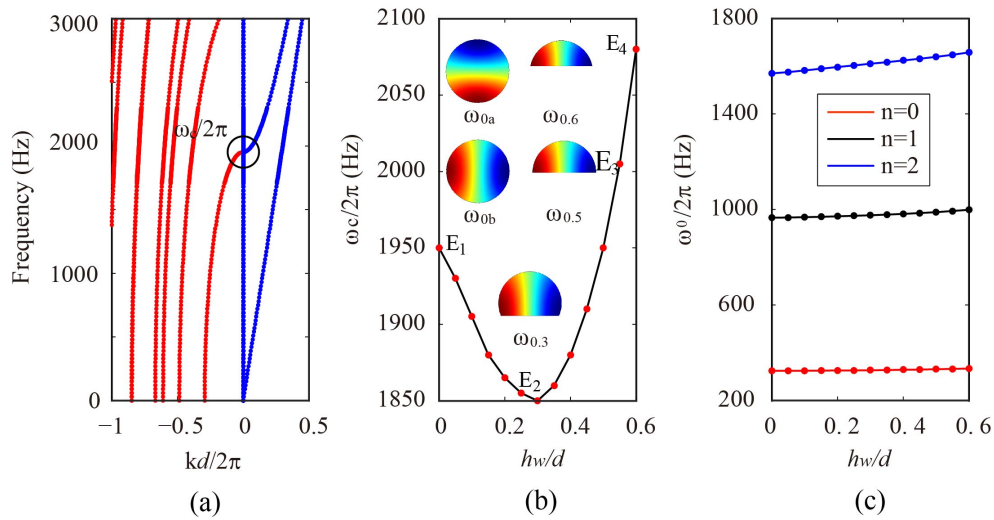 3000
2000
1000
0
Frequency (Hz)
ω꜀/2π
−1
−0.5
0
0.5
kd/2π
(a)
2100
2050
2000
1950
1900
1850
ωc/2π (Hz)
E₁
E₂
E₃
E₄
ω₀ₐ
ω₀.₆
ω₀b
ω₀.₅
ω₀.₃
0
0.2
0.4
0.6
hw/d
(b)
1800
1400
1000
600
200
ω⁰/2π (Hz)
n=0
n=1
n=2
0
0. 2
0. 4
0. 6
hw/d
(c)